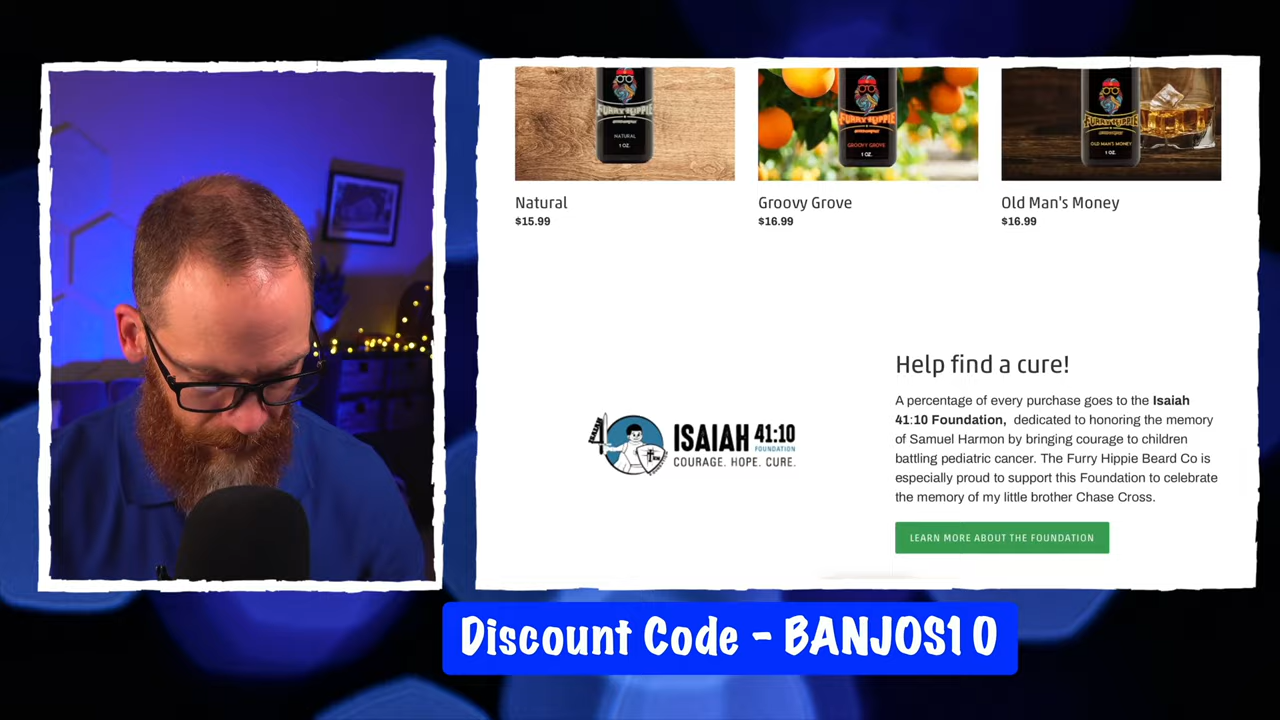 FURRY HIPPIE
NATURAL
1 OZ.
FURRY HIPPIE
GROOVY GROVE
1 OZ.
FURRY HIPPIE
OLD MAN'S MONEY
1 OZ.
Natural
$15.99
Groovy Grove
$16.99
Old Man's Money
$16.99
Help find a cure!
A percentage of every purchase goes to the Isaiah
41:10 Foundation, dedicated to honoring the memory
of Samuel Harmon by bringing courage to children
battling pediatric cancer. The Furry Hippie Beard Co is
especially proud to support this Foundation to celebrate
the memory of my little brother Chase Cross.
ISAIAH 41:10
FOUNDATION
COURAGE. HOPE. CURE.
LEARN MORE ABOUT THE FOUNDATION
Discount Code - BANJOS10